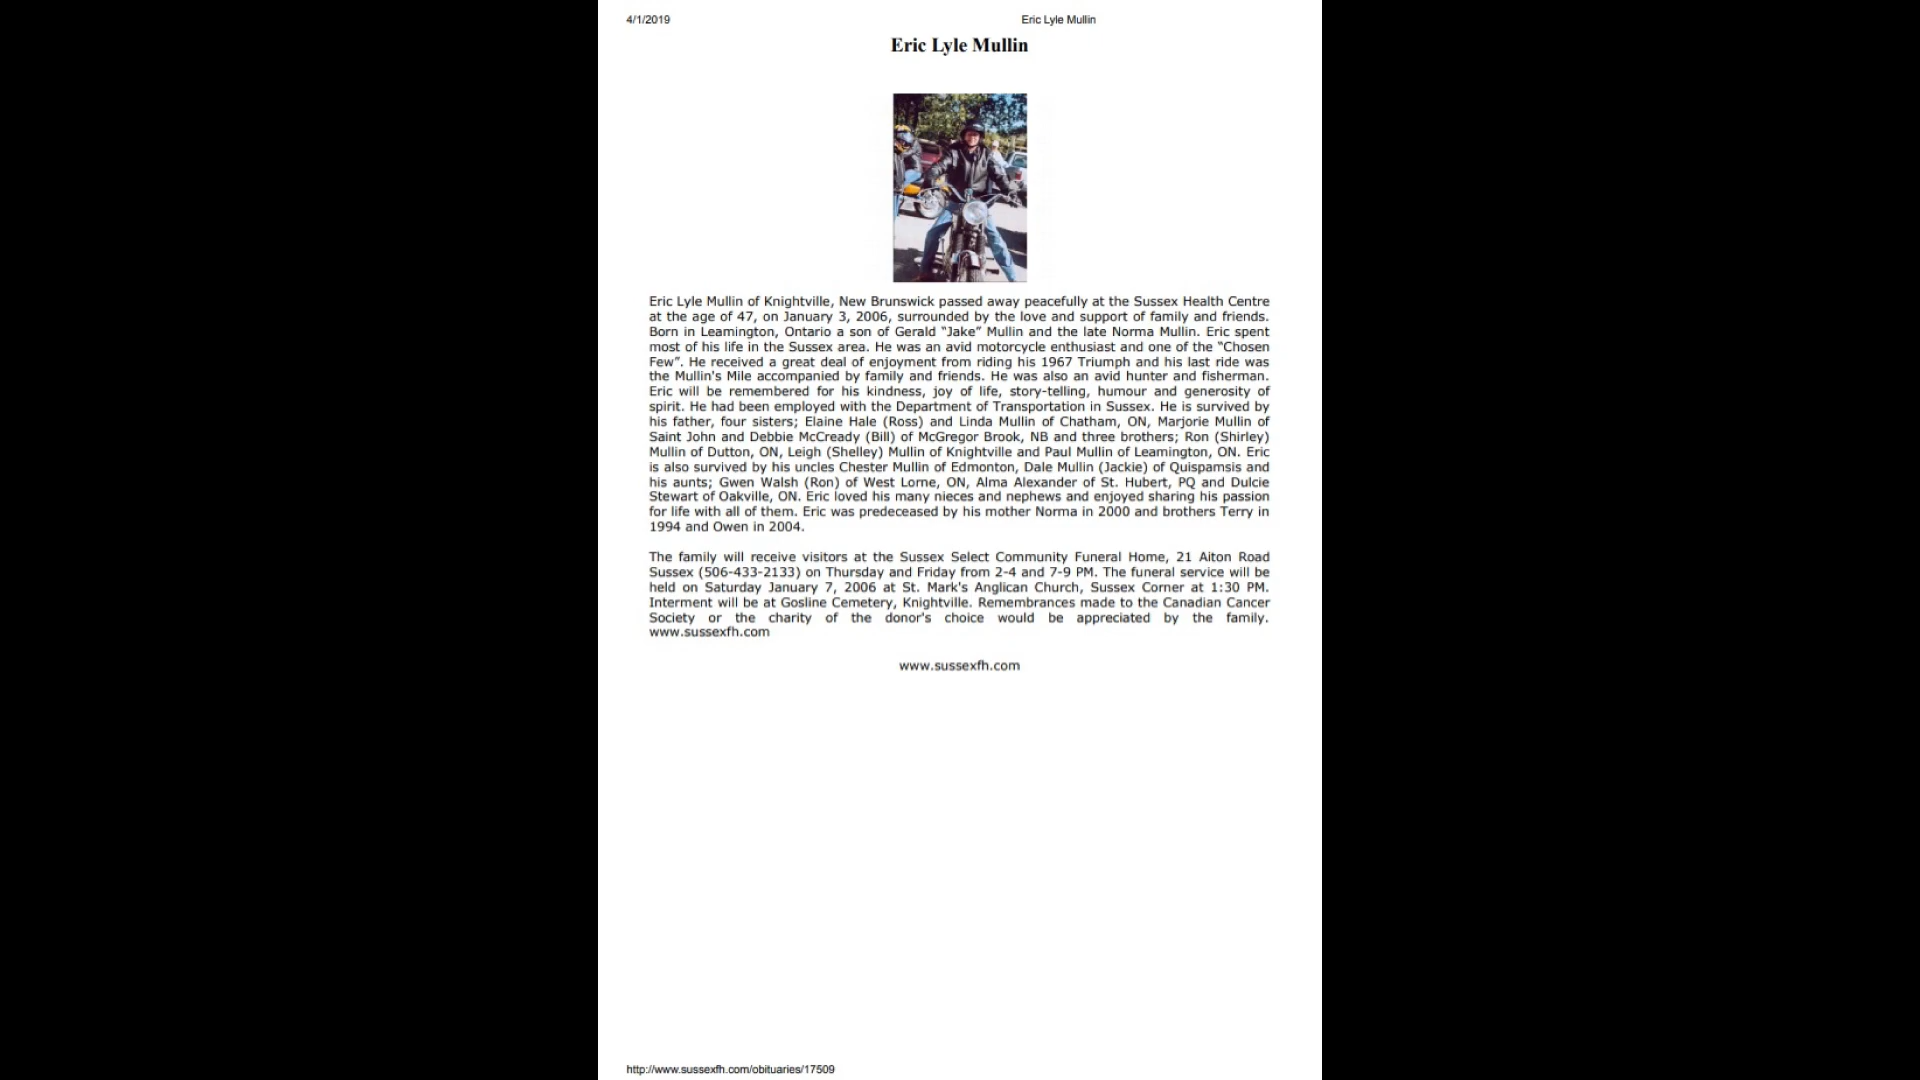 4/1/2019
Eric Lyle Mullin
Eric Lyle Mullin
Eric Lyle Mullin of Knightville, New Brunswick passed away peacefully at the Sussex Health Centre
at the age of 47, on January 3, 2006, surrounded by the love and support of family and friends.
Born in Leamington, Ontario a son of Gerald “Jake” Mullin and the late Norma Mullin. Eric spent
most of his life in the Sussex area. He was an avid motorcycle enthusiast and one of the “Chosen
Few”. He received a great deal of enjoyment from riding his 1967 Triumph and his last ride was
the Mullin's Mile accompanied by family and friends. He was also an avid hunter and fisherman.
Eric will be remembered for his kindness, joy of life, story-telling, humour and generosity of
spirit. He had been employed with the Department of Transportation in Sussex. He is survived by
his father, four sisters; Elaine Hale (Ross) and Linda Mullin of Chatham, ON, Marjorie Mullin of
Saint John and Debbie McCready (Bill) of McGregor Brook, NB and three brothers; Ron (Shirley)
Mullin of Dutton, ON, Leigh (Shelley) Mullin of Knightville and Paul Mullin of Leamington, ON. Eric
is also survived by his uncles Chester Mullin of Edmonton, Dale Mullin (Jackie) of Quispamsis and
his aunts; Gwen Walsh (Ron) of West Lorne, ON, Alma Alexander of St. Hubert, PQ and Dulcie
Stewart of Oakville, ON. Eric loved his many nieces and nephews and enjoyed sharing his passion
for life with all of them. Eric was predeceased by his mother Norma in 2000 and brothers Terry in
1994 and Owen in 2004.
The family will receive visitors at the Sussex Select Community Funeral Home, 21 Aiton Road
Sussex (506-433-2133) on Thursday and Friday from 2-4 and 7-9 PM. The funeral service will be
held on Saturday January 7, 2006 at St. Mark's Anglican Church, Sussex Corner at 1:30 PM.
Interment will be at Gosline Cemetery, Knightville. Remembrances made to the Canadian Cancer
Society or the charity of the donor's choice would be appreciated by the family.
www.sussexfh.com
www.sussexfh.com
http://www.sussexfh.com/obituaries/17509